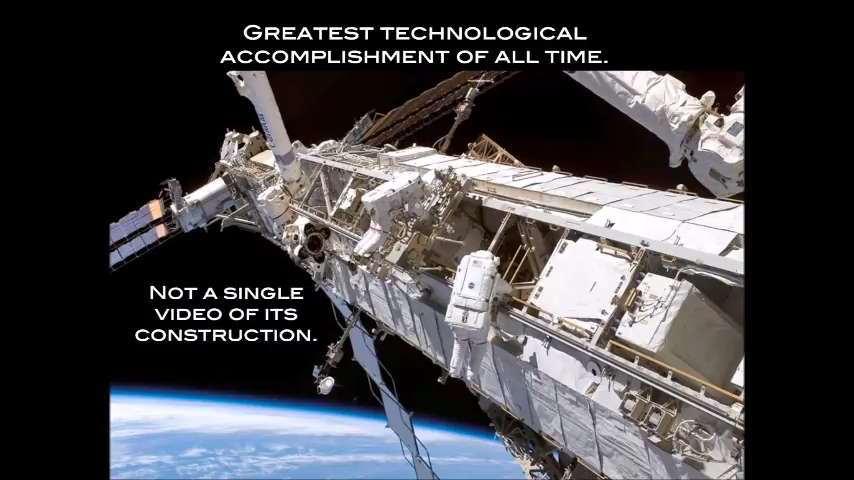 Greatest technological
accomplishment of all time.
Not a single
video of its
construction.